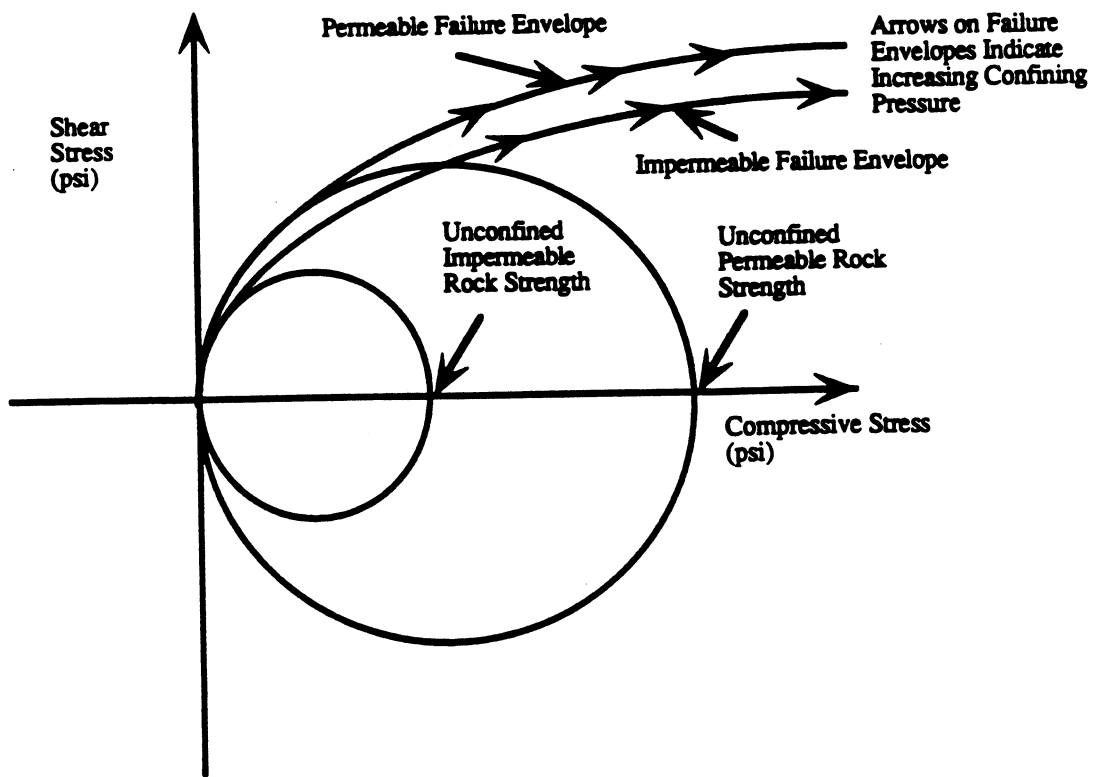 Permeable Failure Envelope
Arrows on Failure
Envelopes Indicate
Increasing Confining
Pressure
Shear
Stress
(psi)
Impermeable Failure Envelope
Unconfined
Impermeable
Rock Strength
Unconfined
Permeable Rock
Strength
Compressive Stress
(psi)